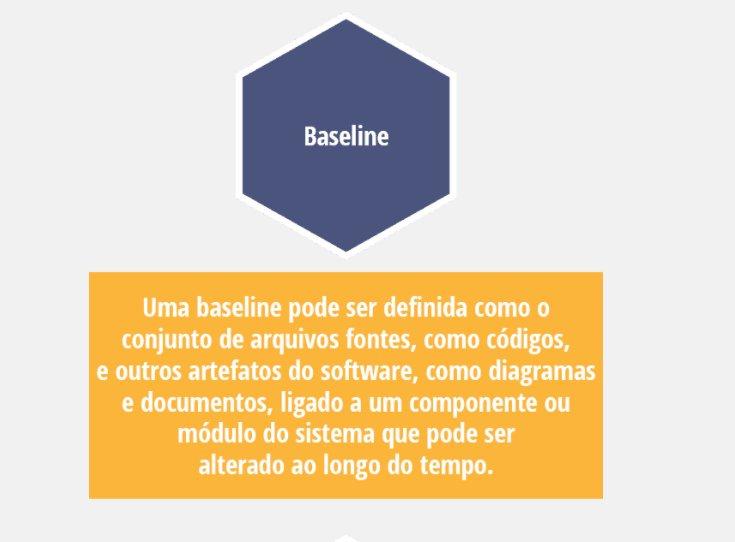 Baseline
Uma baseline pode ser definida como o
conjunto de arquivos fontes, como códigos,
e outros artefatos do software, como diagramas
e documentos, ligado a um componente ou
módulo do sistema que pode ser
alterado ao longo do tempo.